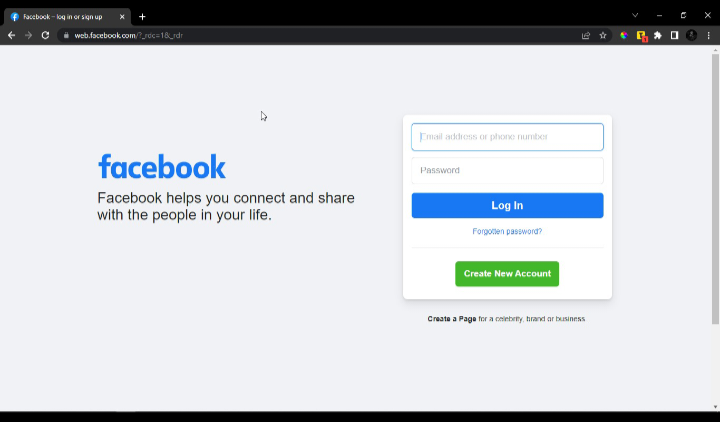 Facebook – log in or sign up
web.facebook.com/?_rdc=1&_rdr
facebook
Facebook helps you connect and share
with the people in your life.
Email address or phone number
Password
Log In
Forgotten password?
Create New Account
Create a Page for a celebrity, brand or business